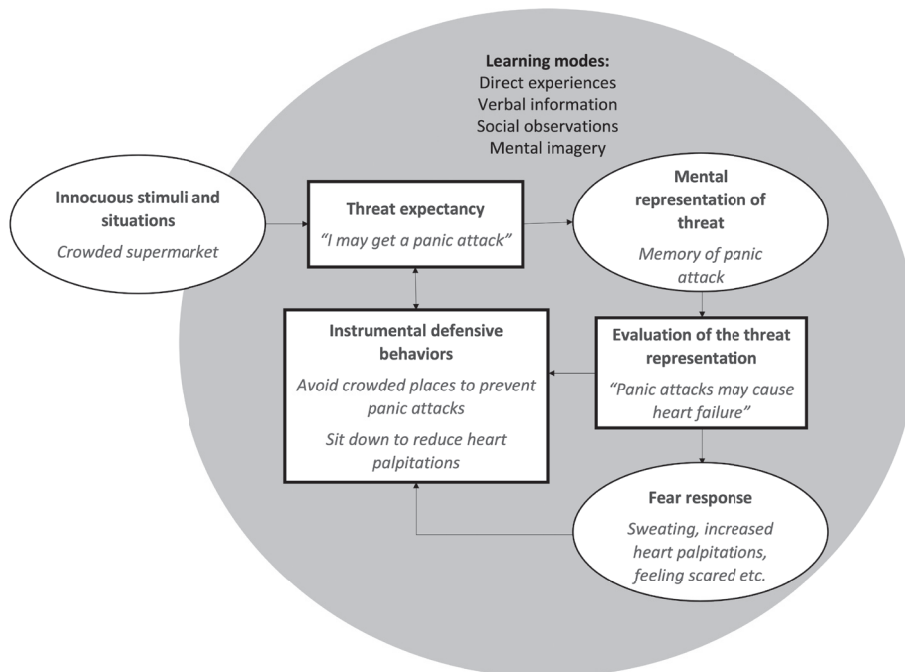 Learning modes:
Direct experiences
Verbal information
Social observations
Mental imagery
Innocuous stimuli and
situations
Crowded supermarket
Threat expectancy
“I may get a panic attack”
Mental
representation of
threat
Memory of panic
attack
Instrumental defensive
behaviors
Avoid crowded places to prevent
panic attacks
Sit down to reduce heart
palpitations
Evaluation of the threat
representation
“Panic attacks may cause
heart failure”
Fear response
Sweating, increased
heart palpitations,
feeling scared etc.